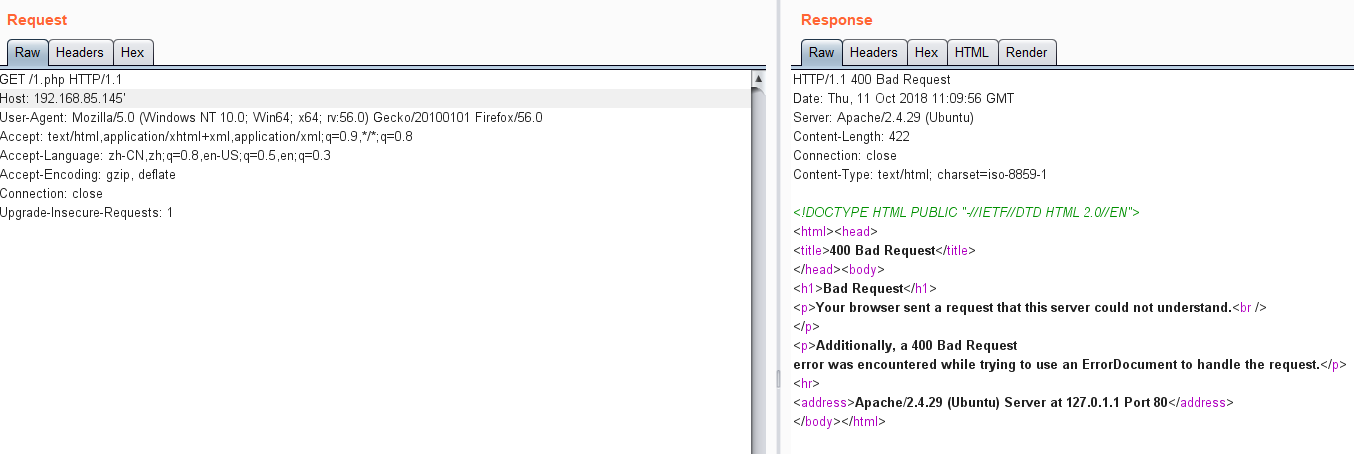 Request
Raw Headers Hex
GET /1.php HTTP/1.1
Host: 192.168.85.145'
User-Agent: Mozilla/5.0 (Windows NT 10.0; Win64; x64; rv:56.0) Gecko/20100101 Firefox/56.0
Accept: text/html,application/xhtml+xml,application/xml;q=0.9,*/*;q=0.8
Accept-Language: zh-CN,zh;q=0.8,en-US;q=0.5,en;q=0.3
Accept-Encoding: gzip, deflate
Connection: close
Upgrade-Insecure-Requests: 1
Response
Raw Headers Hex HTML Render
HTTP/1.1 400 Bad Request
Date: Thu, 11 Oct 2018 11:09:56 GMT
Server: Apache/2.4.29 (Ubuntu)
Content-Length: 422
Connection: close
Content-Type: text/html; charset=iso-8859-1
<!DOCTYPE HTML PUBLIC "-//IETF//DTD HTML 2.0//EN">
<html><head>
<title>400 Bad Request</title>
</head><body>
<h1>Bad Request</h1>
<p>Your browser sent a request that this server could not understand.<br />
</p>
<p>Additionally, a 400 Bad Request
error was encountered while trying to use an ErrorDocument to handle the request.</p>
<hr>
<address>Apache/2.4.29 (Ubuntu) Server at 127.0.1.1 Port 80</address>
</body></html>